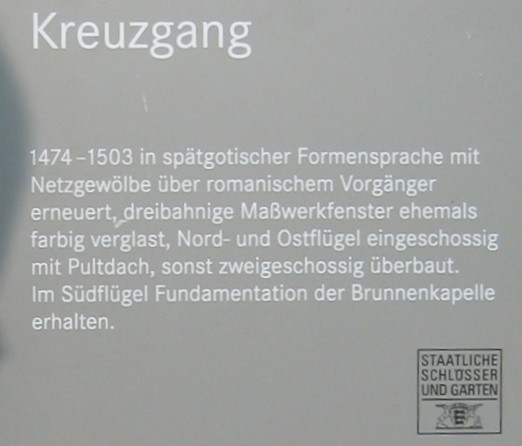 Kreuzgang
1474 – 1503 in spätgotischer Formensprache mit
Netzgewölbe über romanischem Vorgänger
erneuert, dreibahnige Maßwerkfenster ehemals
farbig verglast, Nord- und Ostflügel eingeschossig
mit Pultdach, sonst zweigeschossig überbaut.
Im Südflügel Fundamentation der Brunnenkapelle
erhalten.
STAATLICHE
SCHLÖSSER
UND GÄRTEN